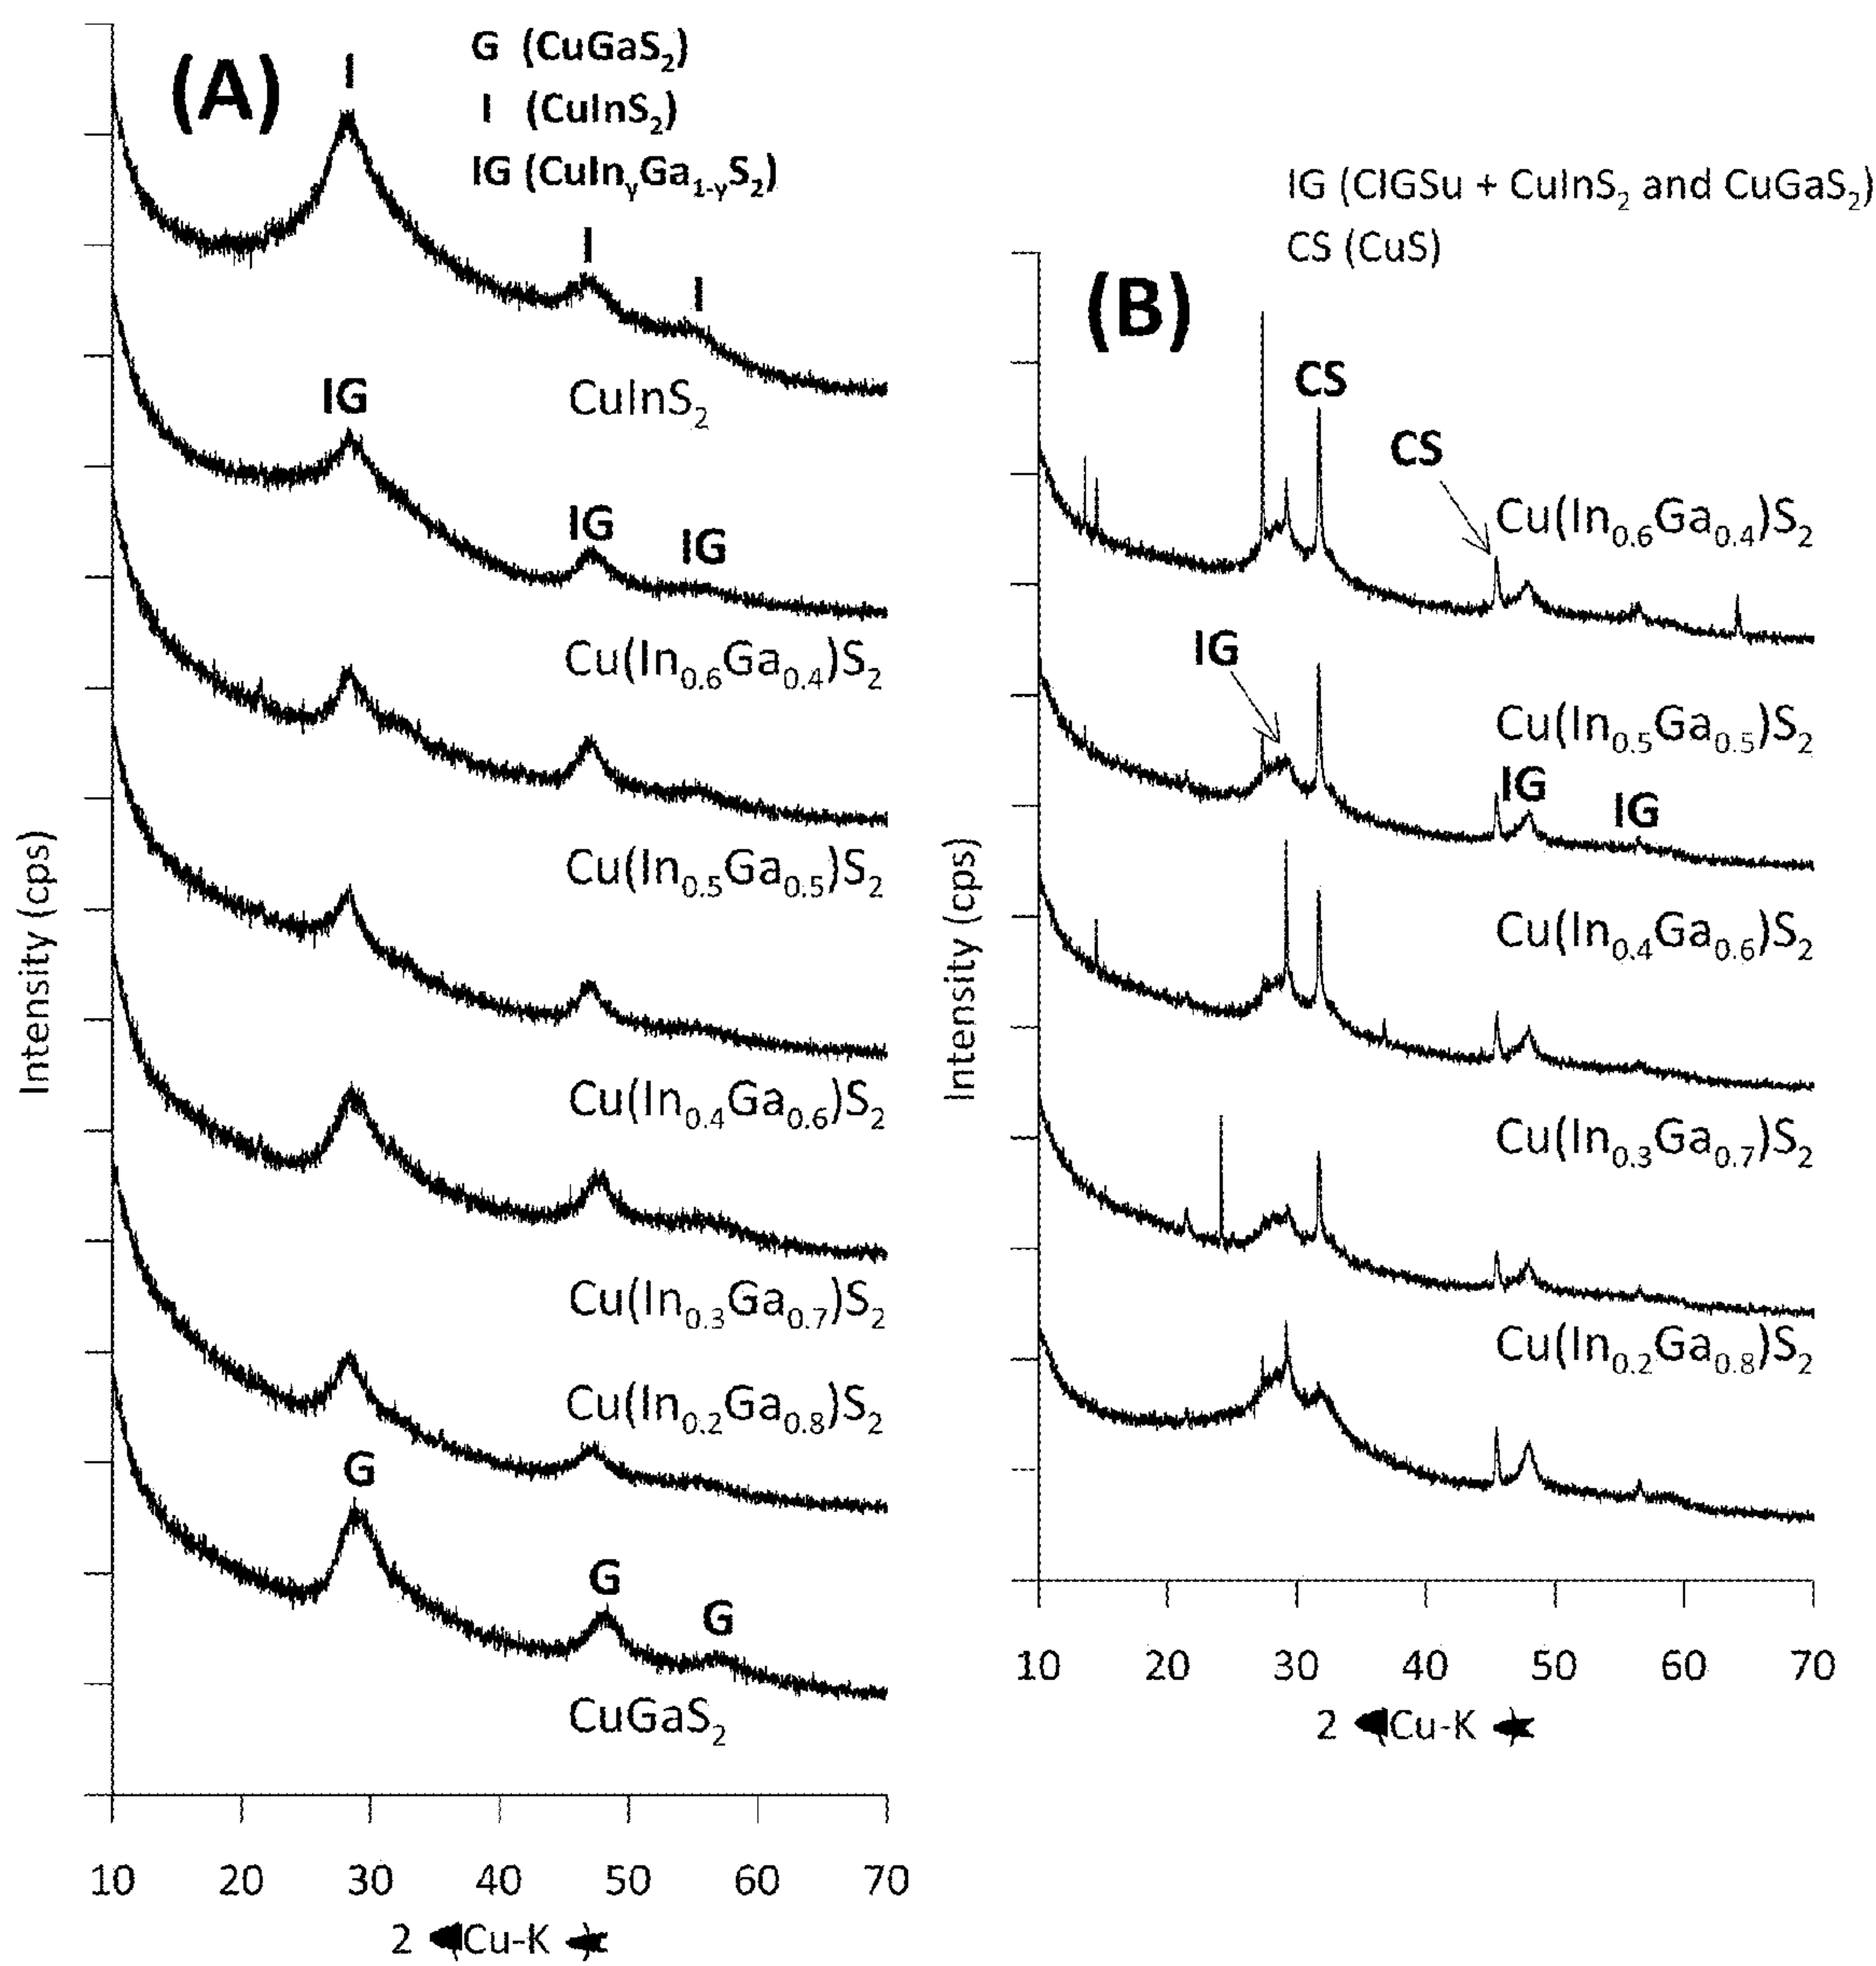 (A)
G (CuGaS₂)
I (CuInS₂)
IG (CuInᵧGa₁₋ᵧS₂)
I
I
I
CuInS₂
IG
IG
IG
Cu(In₀.₆Ga₀.₄)S₂
Cu(In₀.₅Ga₀.₅)S₂
Cu(In₀.₄Ga₀.₆)S₂
Cu(In₀.₃Ga₀.₇)S₂
Cu(In₀.₂Ga₀.₈)S₂
G
G
G
CuGaS₂
Intensity (cps)
10 20 30 40 50 60 70
2 Cu-K
IG (CIGSu + CuInS₂ and CuGaS₂)
CS (CuS)
(B)
CS
CS
Cu(In₀.₆Ga₀.₄)S₂
IG
Cu(In₀.₅Ga₀.₅)S₂
IG
IG
Cu(In₀.₄Ga₀.₆)S₂
Cu(In₀.₃Ga₀.₇)S₂
Cu(In₀.₂Ga₀.₈)S₂
Intensity (cps)
10 20 30 40 50 60 70
2 Cu-K